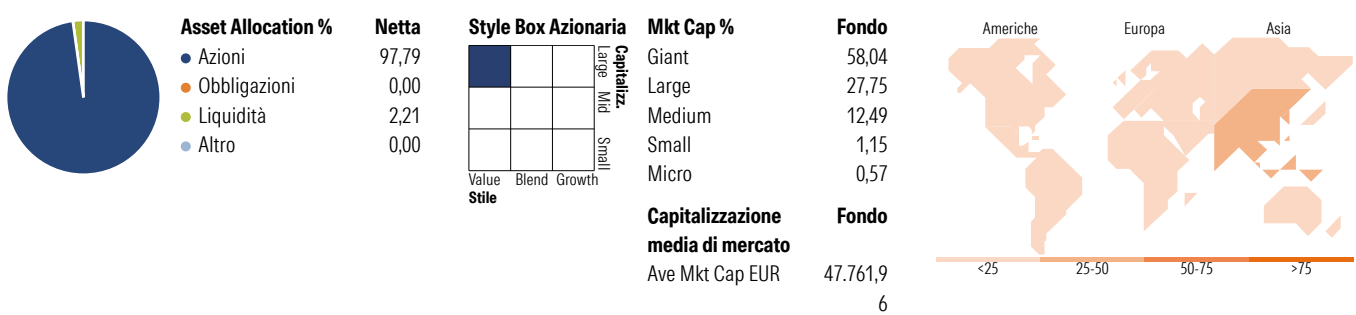 Asset Allocation % Netta
Azioni 97,79
Obbligazioni 0,00
Liquidità 2,21
Altro 0,00
Style Box Azionaria
Capitalizz.
Large Mid Small
Value Blend Growth
Stile
Mkt Cap % Fondo
Giant 58,04
Large 27,75
Medium 12,49
Small 1,15
Micro 0,57
Capitalizzazione Fondo
media di mercato
Ave Mkt Cap EUR 47.761,9
6
Americhe Europa Asia
<25 25-50 50-75 >75